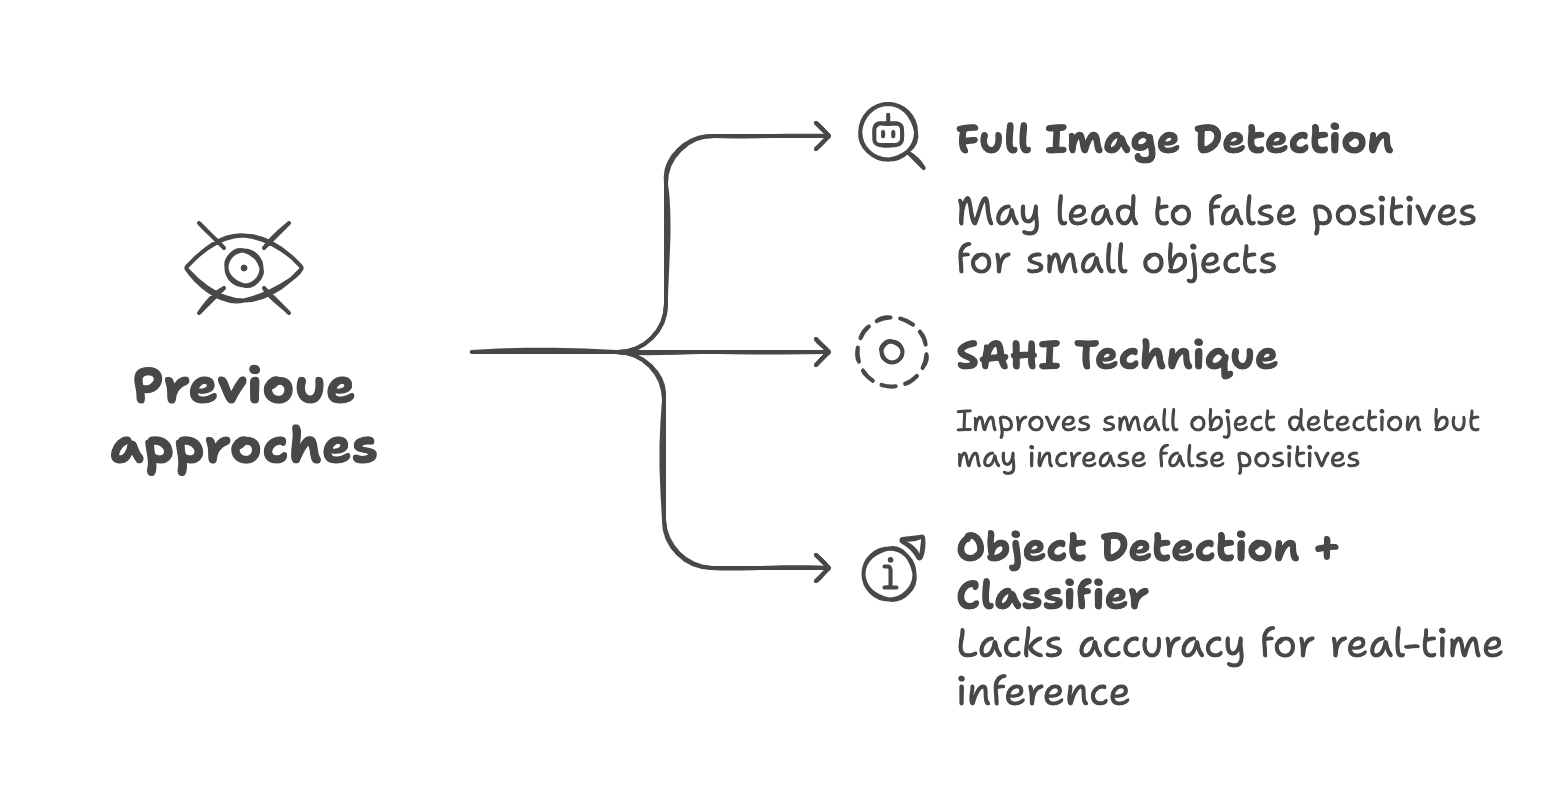 Previoue
approches
Full Image Detection
May lead to false positives
for small objects
SAHI Technique
Improves small object detection but
may increase false positives
Object Detection +
Classifier
Lacks accuracy for real-time
inference